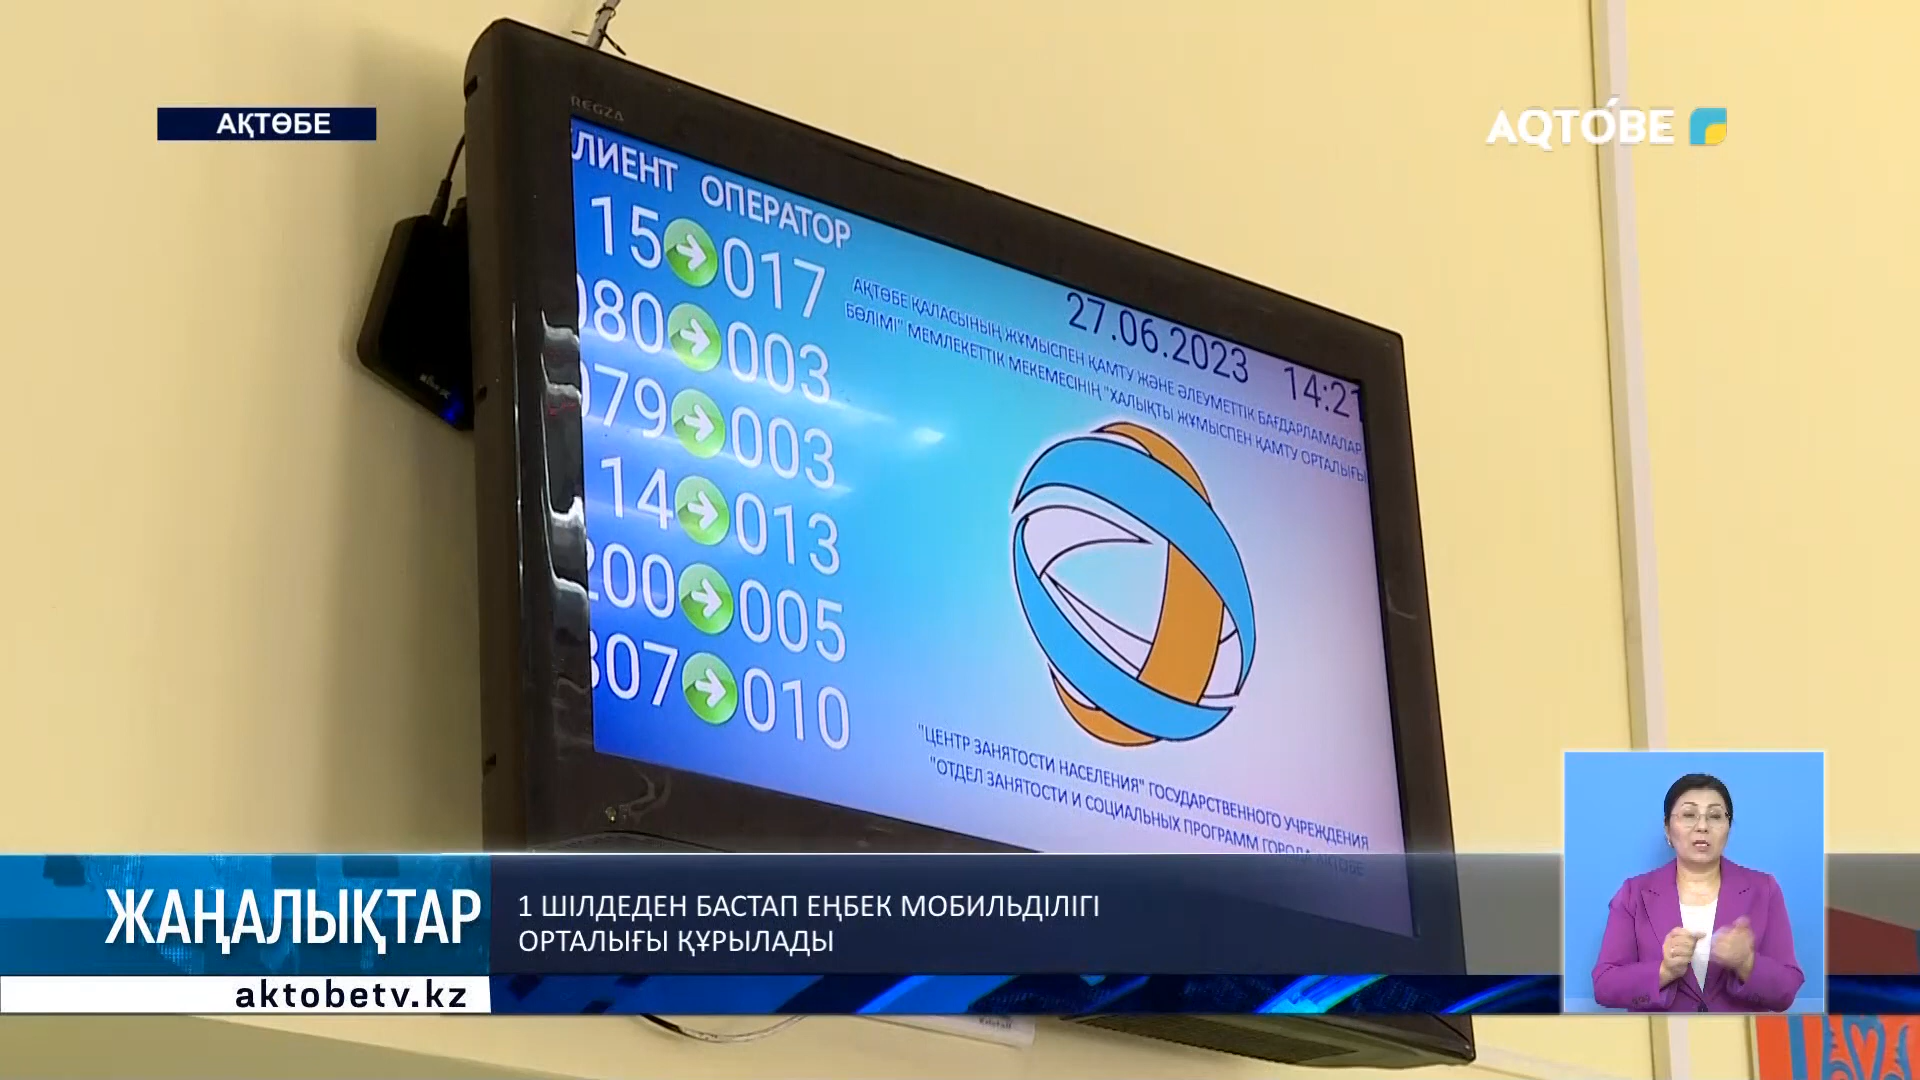 REGZA
АҚТӨБЕ
AQTÓBE
ЛИЕНТ ОПЕРАТОР
15 017
080 003
079 003
14 013
200 005
307 010
27.06.2023 14:21
АҚТӨБЕ ҚАЛАСЫНЫҢ ЖҰМЫСПЕН ҚАМТУ ЖӘНЕ ӘЛЕУМЕТТІК БАҒДАРЛАМАЛАР
БӨЛІМІ" МЕМЛЕКЕТТІК МЕКЕМЕСІНІҢ "ХАЛЫҚТЫ ЖҰМЫСПЕН ҚАМТУ ОРТАЛЫҒЫ
"ЦЕНТР ЗАНЯТОСТИ НАСЕЛЕНИЯ" ГОСУДАРСТВЕННОГО УЧРЕЖДЕНИЯ
"ОТДЕЛ ЗАНЯТОСТИ И СОЦИАЛЬНЫХ ПРОГРАММ ГОРОДА АКТОБЕ
ЖАҢАЛЫҚТАР
1 ШІЛДЕДЕН БАСТАП ЕҢБЕК МОБИЛЬДІЛІГІ
ОРТАЛЫҒЫ ҚҰРЫЛАДЫ
aktobetv.kz